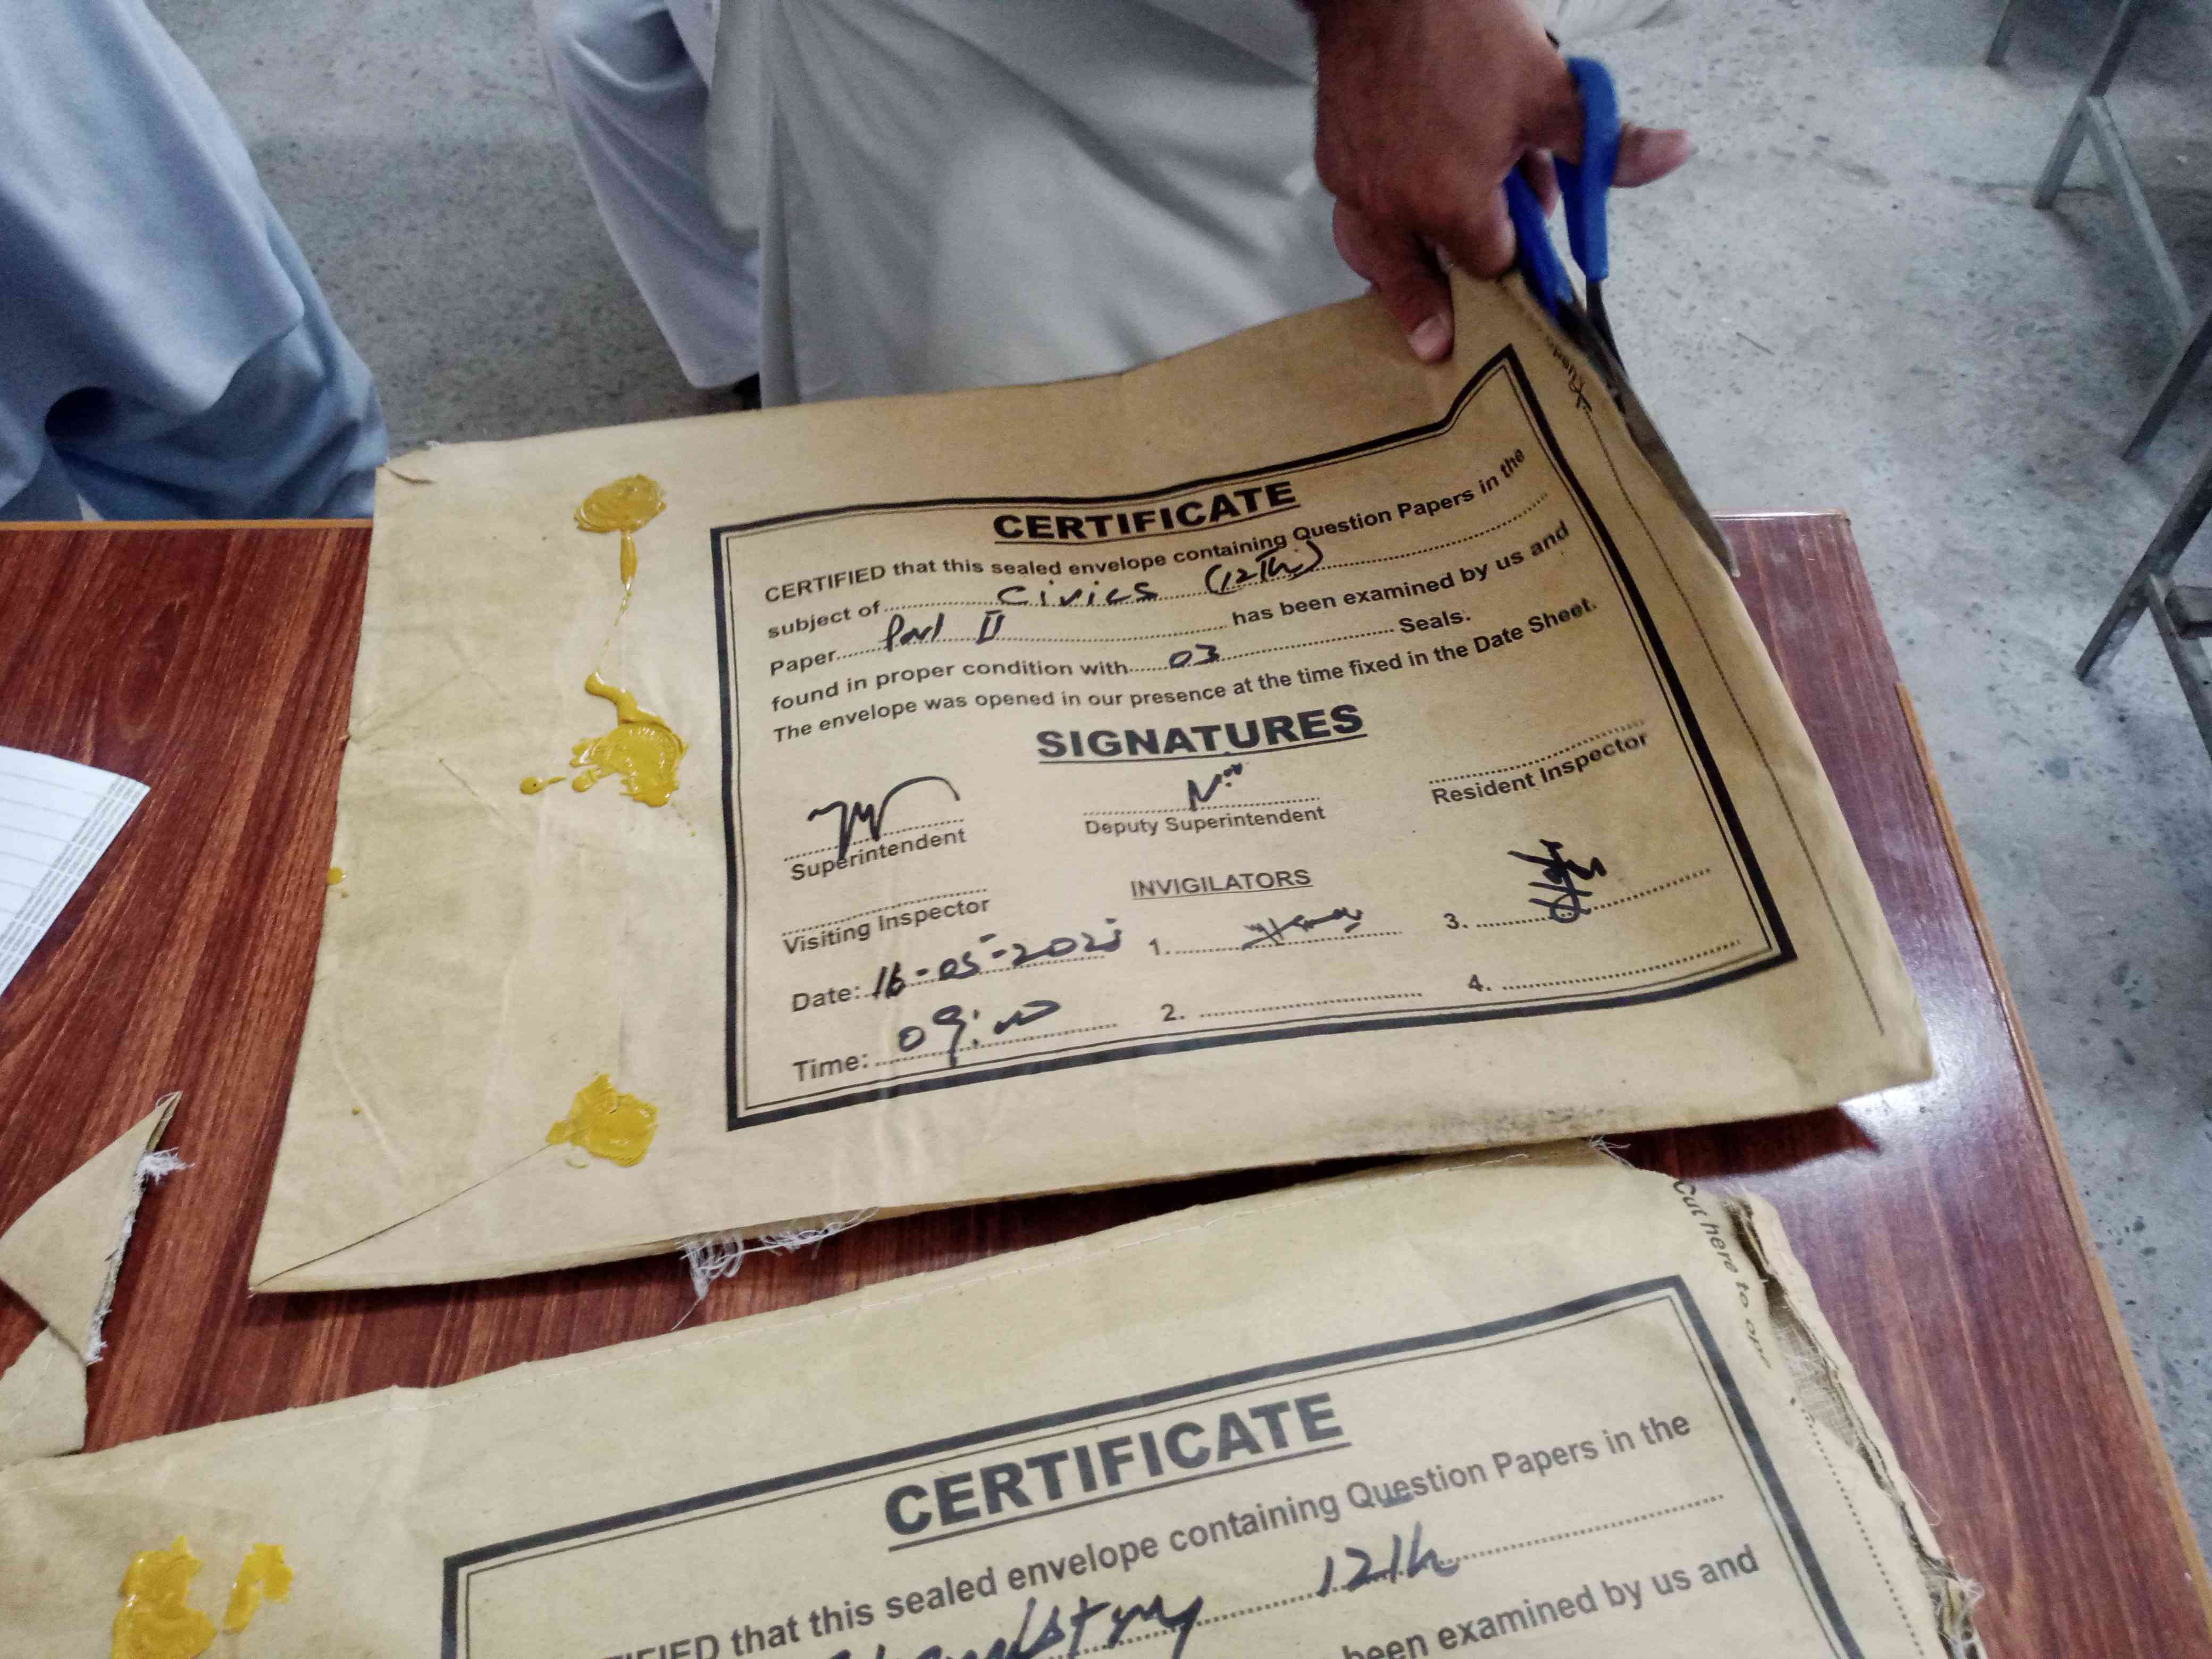 CERTIFICATE
CERTIFIED that this sealed envelope containing Question Papers in the
subject of Civics (12Th)
Paper Part II has been examined by us and
found in proper condition with 03 Seals.
The envelope was opened in our presence at the time fixed in the Date Sheet.
SIGNATURES
Superintendent
Deputy Superintendent
Resident Inspector
Visiting Inspector
INVIGILATORS
Date: 16-05-2023
1.
3.
Time: 09:00
2.
4.
Cut here to ope
CERTIFICATE
TIFIED that this sealed envelope containing Question Papers in the
12th
been examined by us and